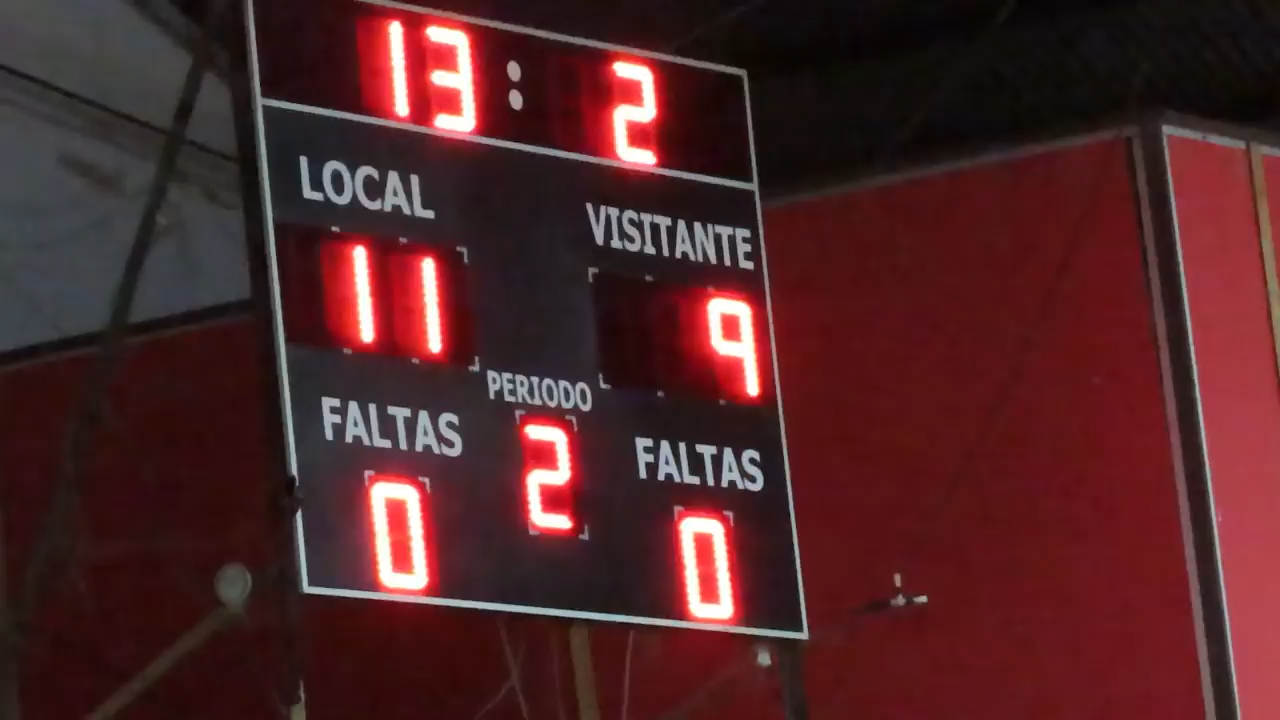 13 : 2
LOCAL VISITANTE
11 9
PERIODO
FALTAS 2 FALTAS
0 0